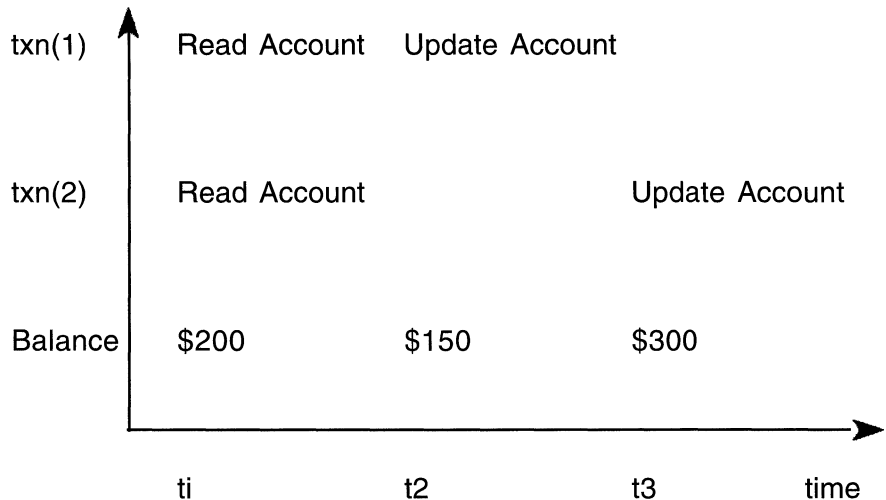 txn(1) Read Account Update Account
txn(2) Read Account Update Account
Balance $200 $150 $300
ti t2 t3 time